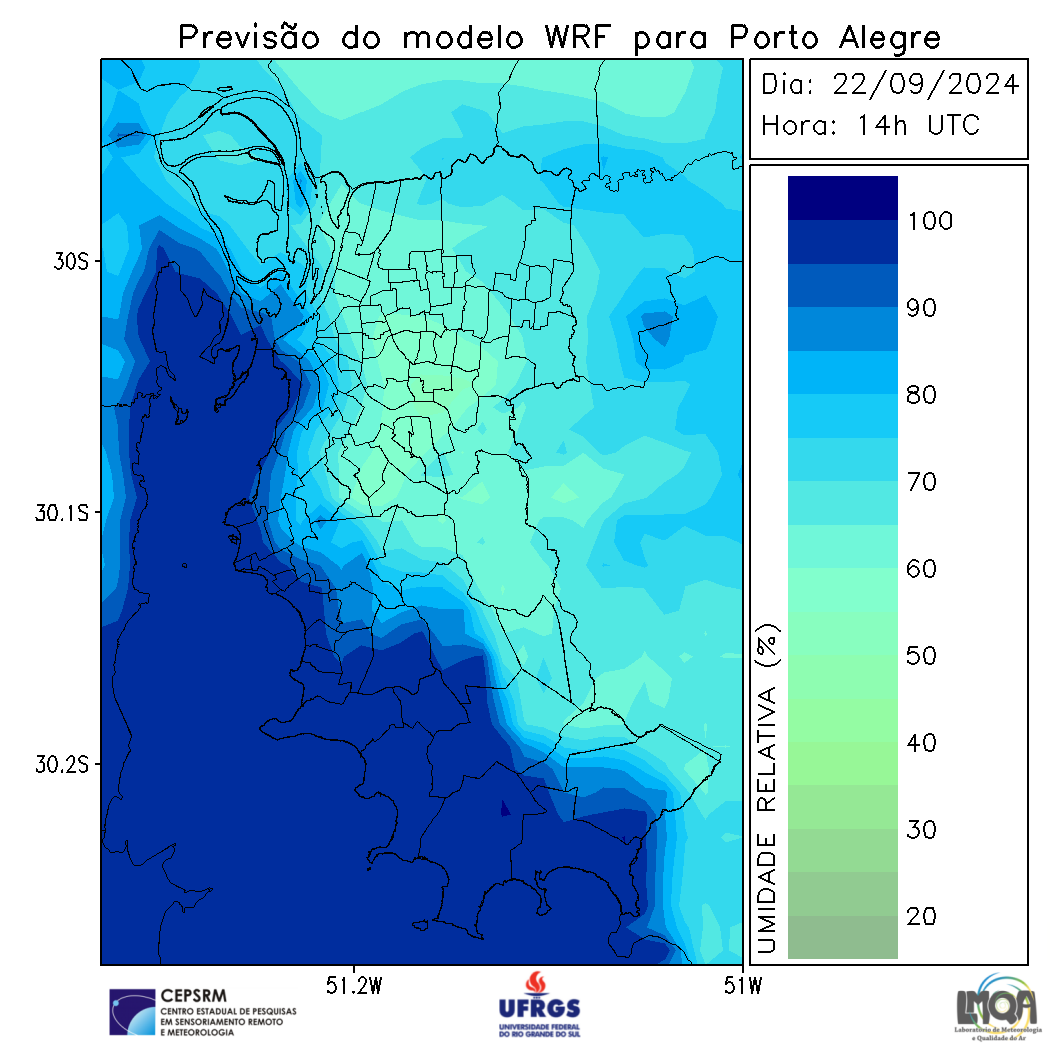 Previsão do modelo WRF para Porto Alegre
Dia: 22/09/2024
Hora: 14h UTC
100
90
80
70
60
50
40
30
20
UMIDADE RELATIVA (%)
30S
30.1S
30.2S
51.2W
51W
CEPSRM
CENTRO ESTADUAL DE PESQUISAS
EM SENSORIAMENTO REMOTO
E METEOROLOGIA
UFRGS
UNIVERSIDADE FEDERAL
DO RIO GRANDE DO SUL
LMQA
Laboratório de Meteorologia
e Qualidade do Ar